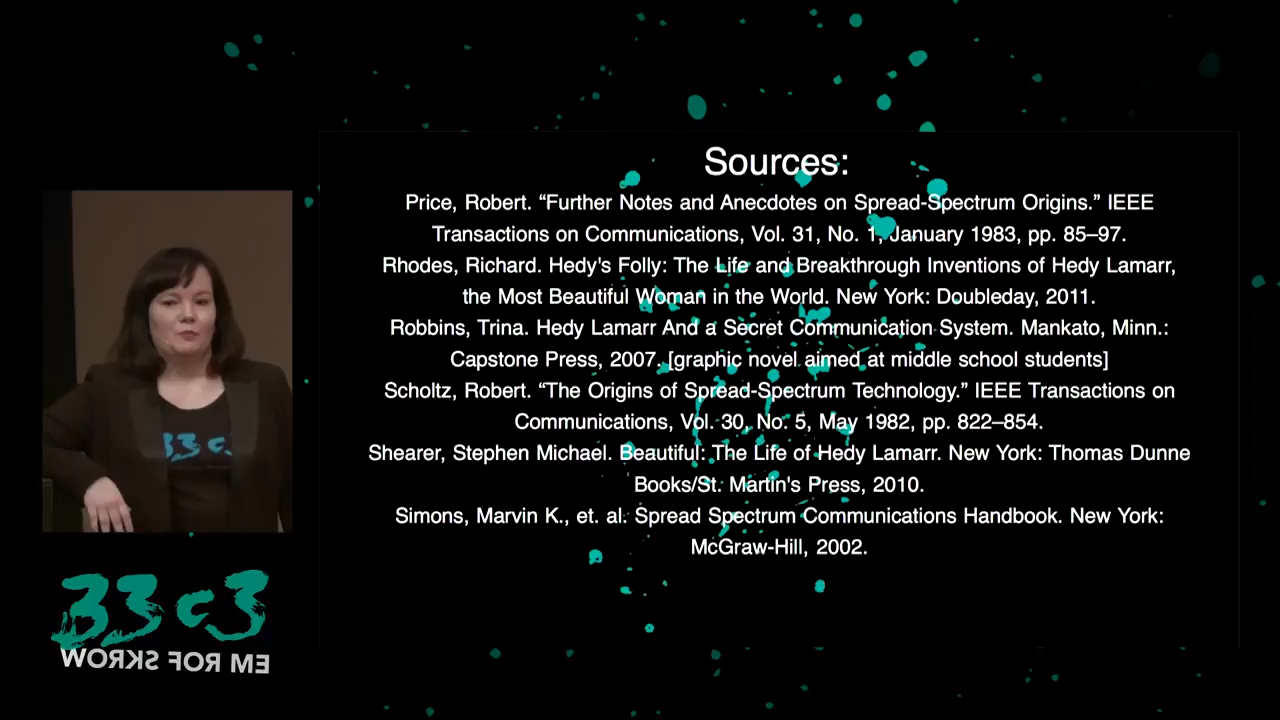 Sources:
Price, Robert. “Further Notes and Anecdotes on Spread-Spectrum Origins.” IEEE
Transactions on Communications, Vol. 31, No. 1, January 1983, pp. 85–97.
Rhodes, Richard. Hedy's Folly: The Life and Breakthrough Inventions of Hedy Lamarr,
the Most Beautiful Woman in the World. New York: Doubleday, 2011.
Robbins, Trina. Hedy Lamarr And a Secret Communication System. Mankato, Minn.:
Capstone Press, 2007. [graphic novel aimed at middle school students]
Scholtz, Robert. “The Origins of Spread-Spectrum Technology.” IEEE Transactions on
Communications, Vol. 30, No. 5, May 1982, pp. 822–854.
Shearer, Stephen Michael. Beautiful: The Life of Hedy Lamarr. New York: Thomas Dunne
Books/St. Martin's Press, 2010.
Simons, Marvin K., et. al. Spread Spectrum Communications Handbook. New York:
McGraw-Hill, 2002.
33c3
33c3
WORKS FOR ME